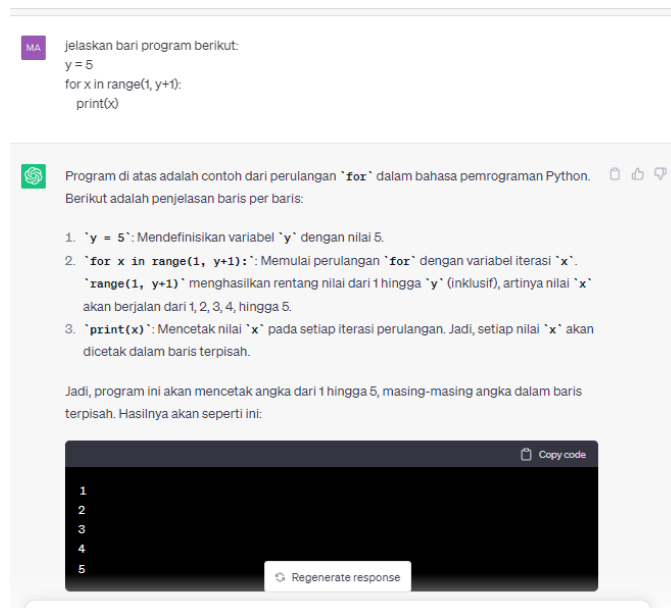 MA
jelaskan bari program berikut:
y = 5
for x in range(1, y+1):
print(x)
Program di atas adalah contoh dari perulangan `for` dalam bahasa pemrograman Python.
Berikut adalah penjelasan baris per baris:
1. `y = 5`: Mendefinisikan variabel `y` dengan nilai 5.
2. `for x in range(1, y+1):`: Memulai perulangan `for` dengan variabel iterasi `x`.
`range(1, y+1)` menghasilkan rentang nilai dari 1 hingga `y` (inklusif), artinya nilai `x`
akan berjalan dari 1, 2, 3, 4, hingga 5.
3. `print(x)`: Mencetak nilai `x` pada setiap iterasi perulangan. Jadi, setiap nilai `x` akan
dicetak dalam baris terpisah.
Jadi, program ini akan mencetak angka dari 1 hingga 5, masing-masing angka dalam baris
terpisah. Hasilnya akan seperti ini:
Copy code
1
2
3
4
5
Regenerate response